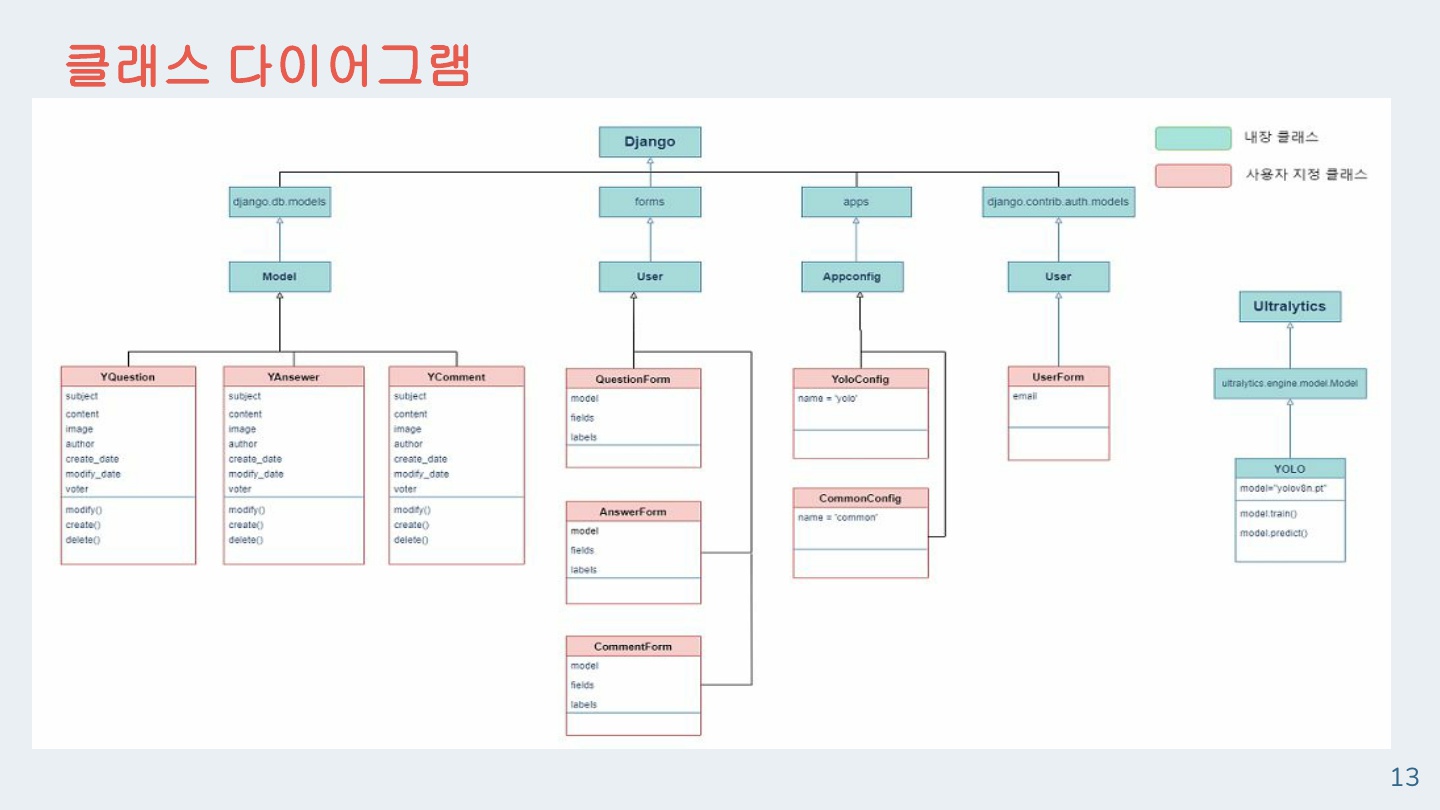 클래스 다이어그램
Django
내장 클래스
사용자 지정 클래스
django.db.models
forms
apps
django.contrib.auth.models
Model
User
Appconfig
User
Ultralytics
ultralytics.engine.model.Model
YQuestion
subject
content
image
author
create_date
modify_date
voter
modify()
create()
delete()
YAnsewer
subject
content
image
author
create_date
modify_date
voter
modify()
create()
delete()
YComment
subject
content
image
author
create_date
modify_date
voter
modify()
create()
delete()
QuestionForm
model
fields
labels
AnswerForm
model
fields
labels
CommentForm
model
fields
labels
YoloConfig
name = 'yolo'
CommonConfig
name = 'common'
UserForm
email
YOLO
model="yolov8n.pt"
model.train()
model.predict()
13